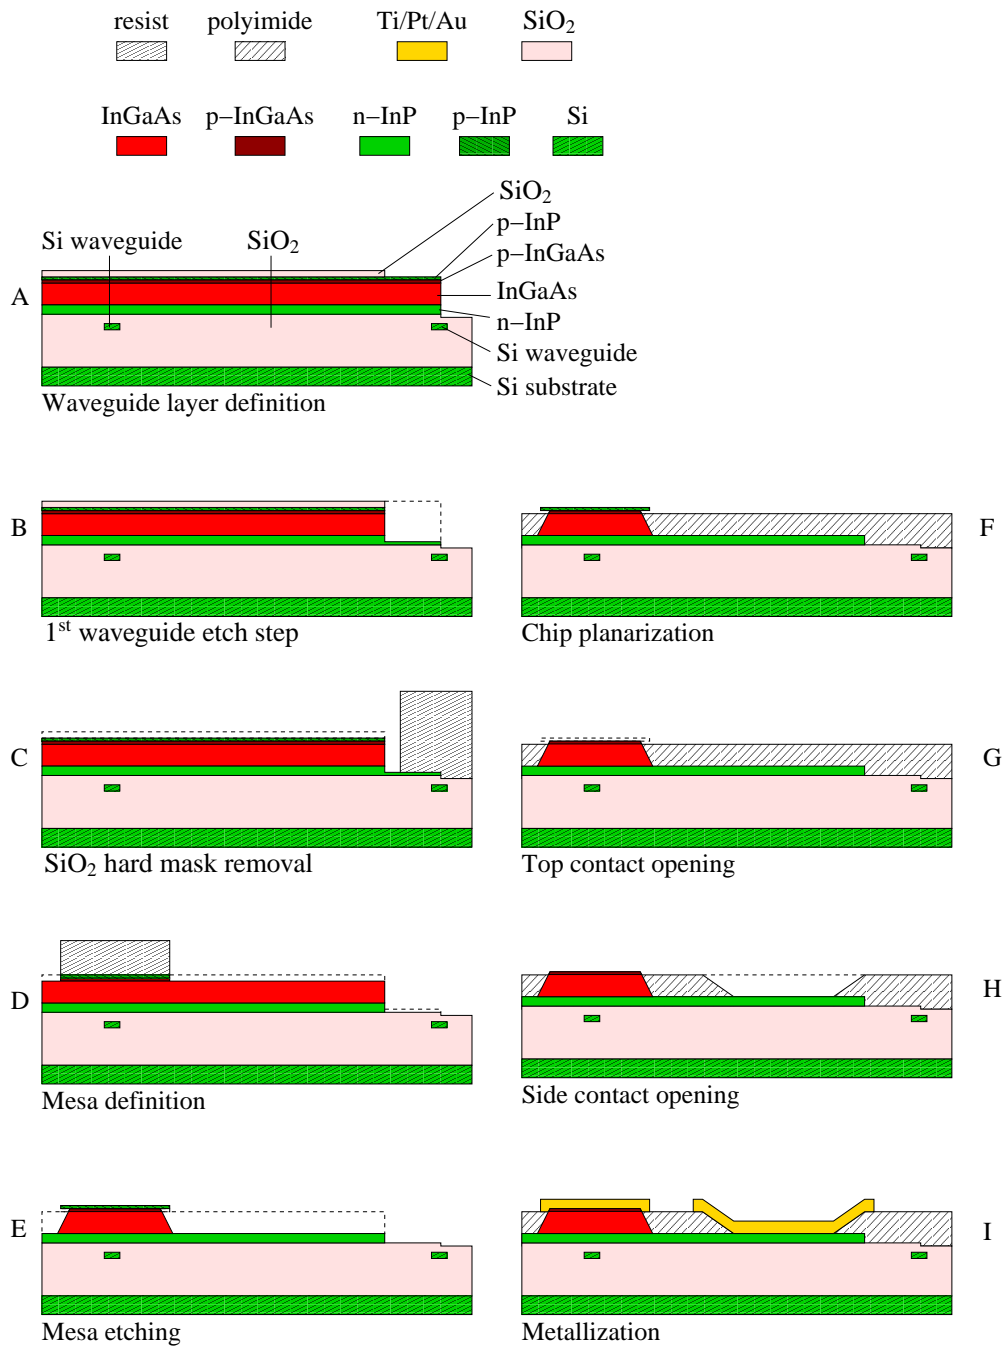 resist polyimide Ti/Pt/Au SiO₂
InGaAs p−InGaAs n−InP p−InP Si
SiO₂
p−InP
Si waveguide SiO₂ p−InGaAs
A InGaAs
n−InP
Si waveguide
Si substrate
Waveguide layer definition
B
1ˢᵗ waveguide etch step
C
SiO₂ hard mask removal
D
Mesa definition
E
Mesa etching
F
Chip planarization
G
Top contact opening
H
Side contact opening
I
Metallization